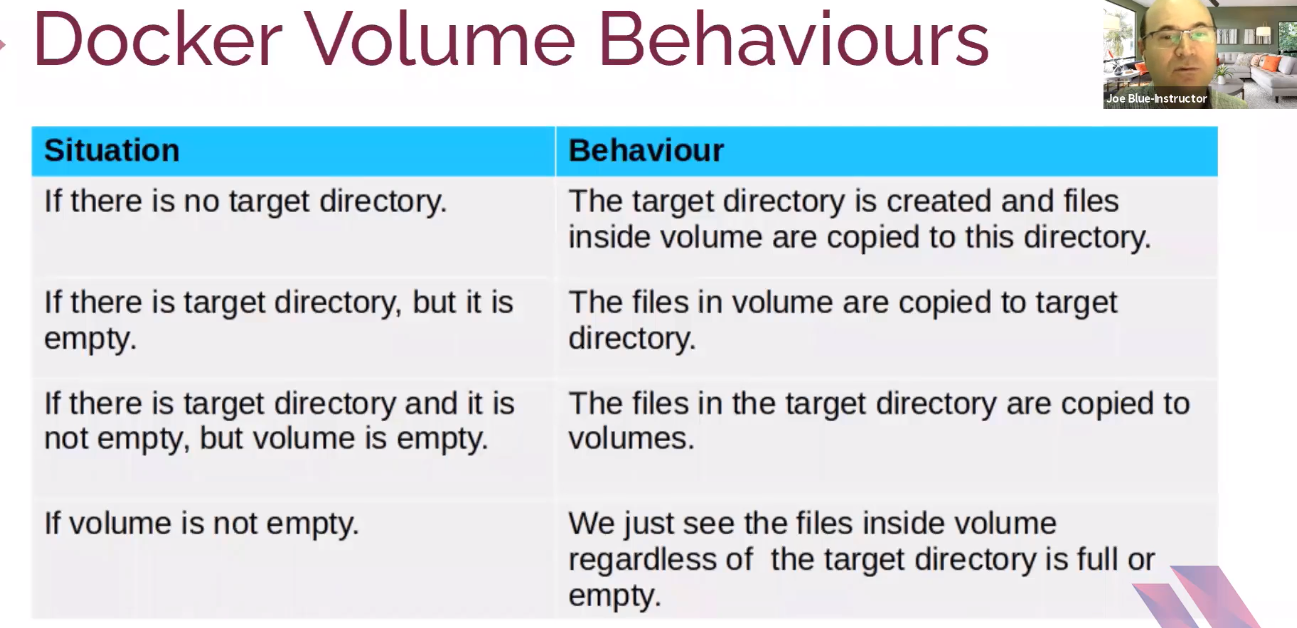 Docker Volume Behaviours
Joe Blue-Instructor
Situation
Behaviour
If there is no target directory.
The target directory is created and files
inside volume are copied to this directory.
If there is target directory, but it is
empty.
The files in volume are copied to target
directory.
If there is target directory and it is
not empty, but volume is empty.
The files in the target directory are copied to
volumes.
If volume is not empty.
We just see the files inside volume
regardless of  the target directory is full or
empty.